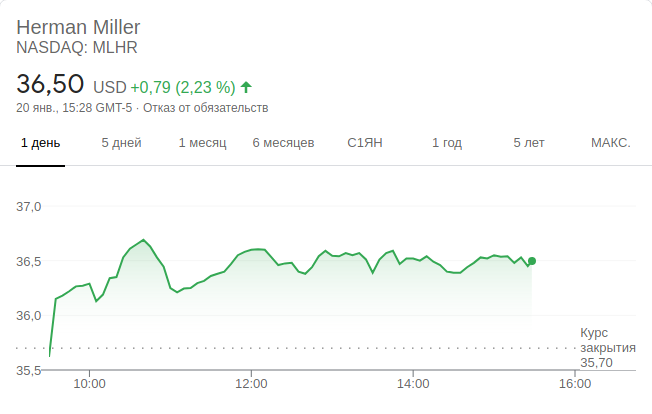 Herman Miller
NASDAQ: MLHR
36,50 USD +0,79 (2,23 %)
20 янв., 15:28 GMT-5 · Отказ от обязательств
1 день 5 дней 1 месяц 6 месяцев С1ЯН 1 год 5 лет МАКС.
37,0
36,5
36,0
Курс
закрытия
35,70
35,5
10:00 12:00 14:00 16:00